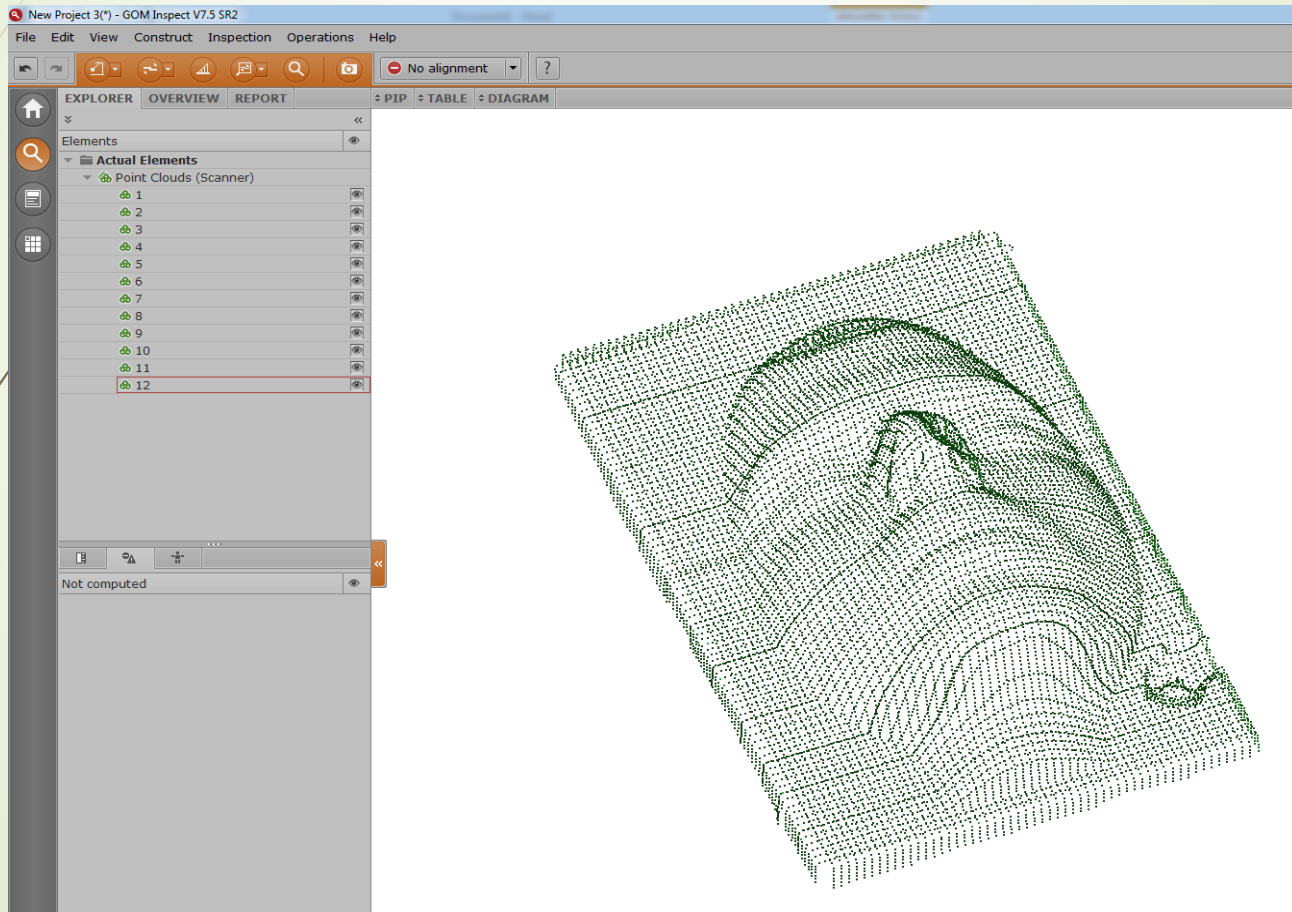 New Project 3(*) - GOM Inspect V7.5 SR2
File Edit View Construct Inspection Operations Help
No alignment ?
EXPLORER OVERVIEW REPORT PIP TABLE DIAGRAM
Elements
Actual Elements
Point Clouds (Scanner)
1
2
3
4
5
6
7
8
9
10
11
12
Not computed